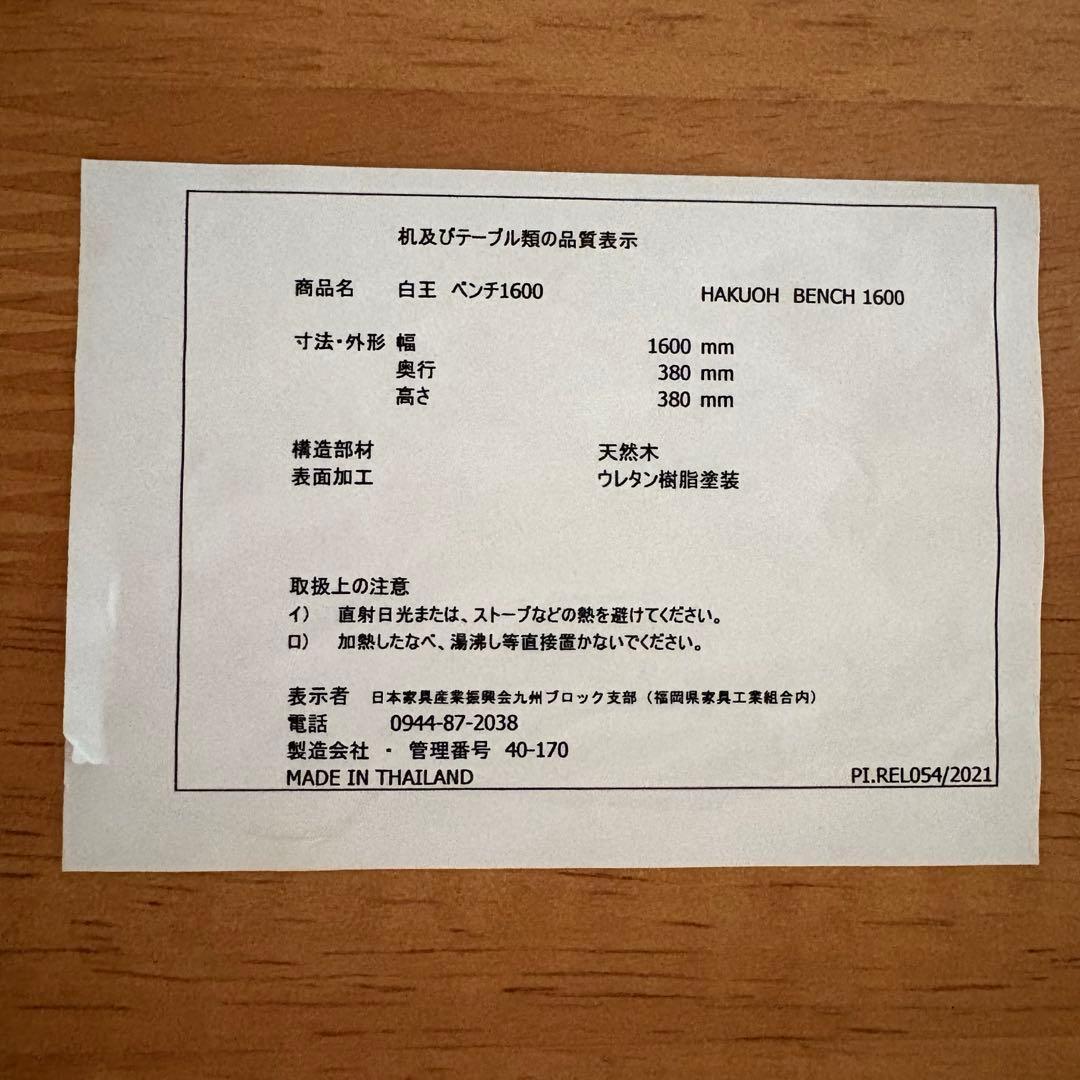 机及びテーブル類の品質表示
商品名 白王 ベンチ1600 HAKUOH BENCH 1600
寸法・外形 幅 1600 mm
奥行 380 mm
高さ 380 mm
構造部材 天然木
表面加工 ウレタン樹脂塗装
取扱上の注意
イ) 直射日光または、ストーブなどの熱を避けてください。
ロ) 加熱したなべ、湯沸し等直接置かないでください。
表示者 日本家具産業振興会九州ブロック支部(福岡県家具工業組合内)
電話 0944-87-2038
製造会社 ・ 管理番号 40-170
MADE IN THAILAND PI.REL054/2021